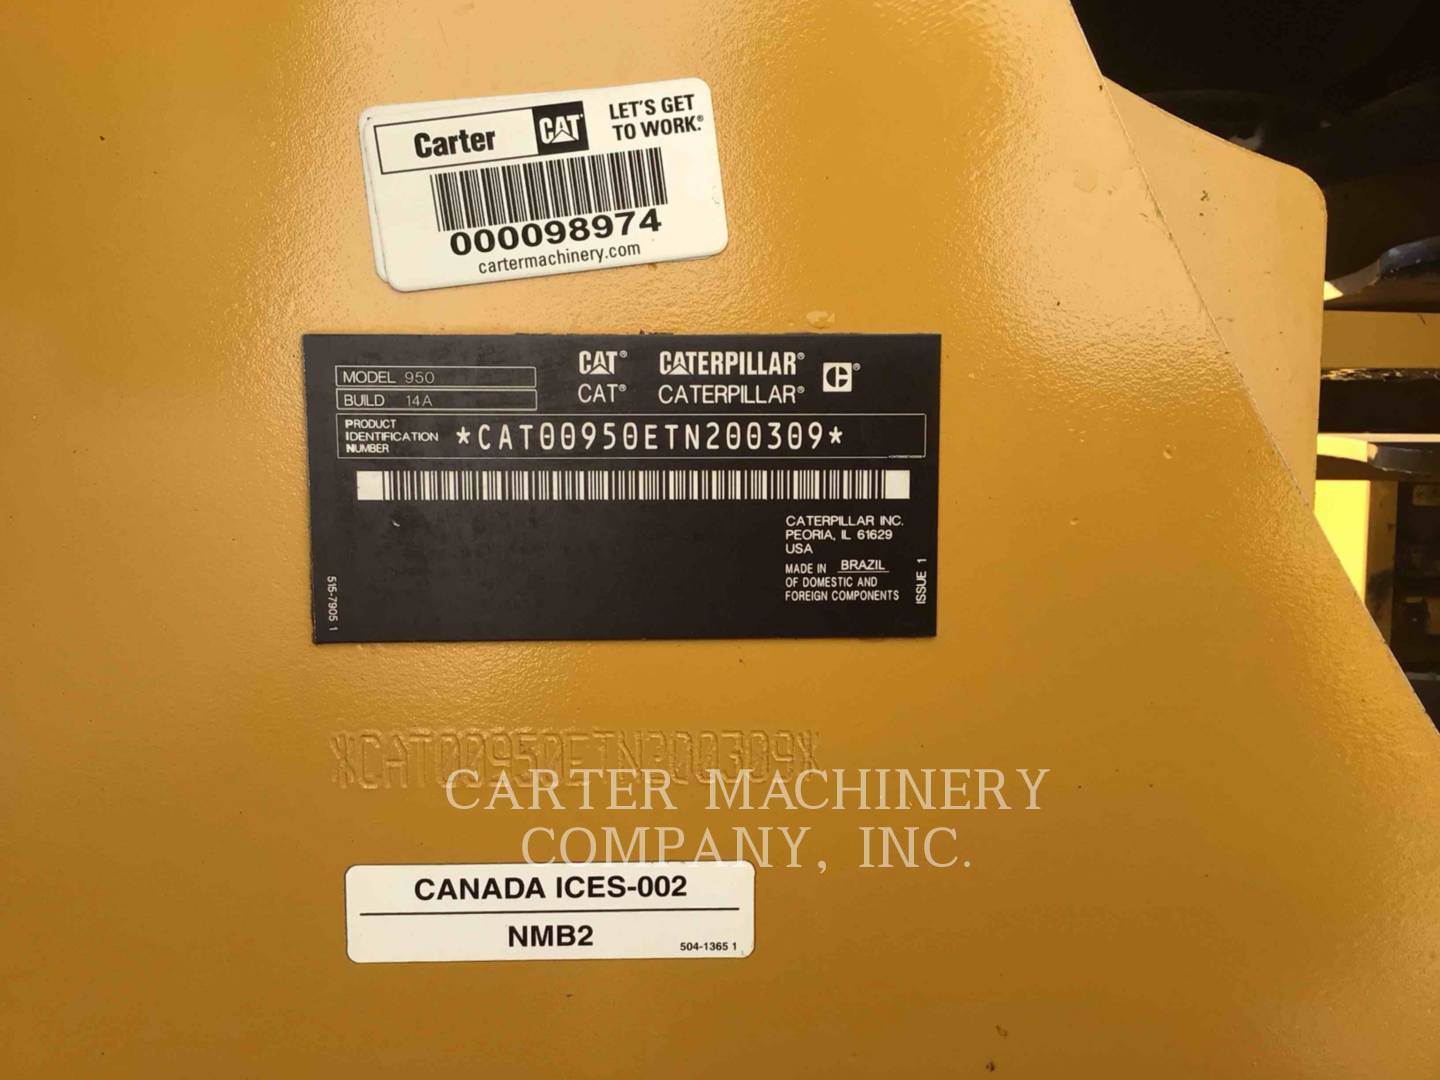 Carter CAT LET'S GET
TO WORK.®
000098974
cartermachinery.com
CAT® CATERPILLAR®
CAT® CATERPILLAR® C®
MODEL 950
BUILD 14A
PRODUCT
IDENTIFICATION
NUMBER
*CAT00950ETN200309*
CATERPILLAR INC.
PEORIA, IL 61629
USA
MADE IN BRAZIL
OF DOMESTIC AND
FOREIGN COMPONENTS
ISSUE 1
515-7905 1
*CAT00950ETN200309*
CARTER MACHINERY
COMPANY, INC.
CANADA ICES-002
NMB2
504-1365 1